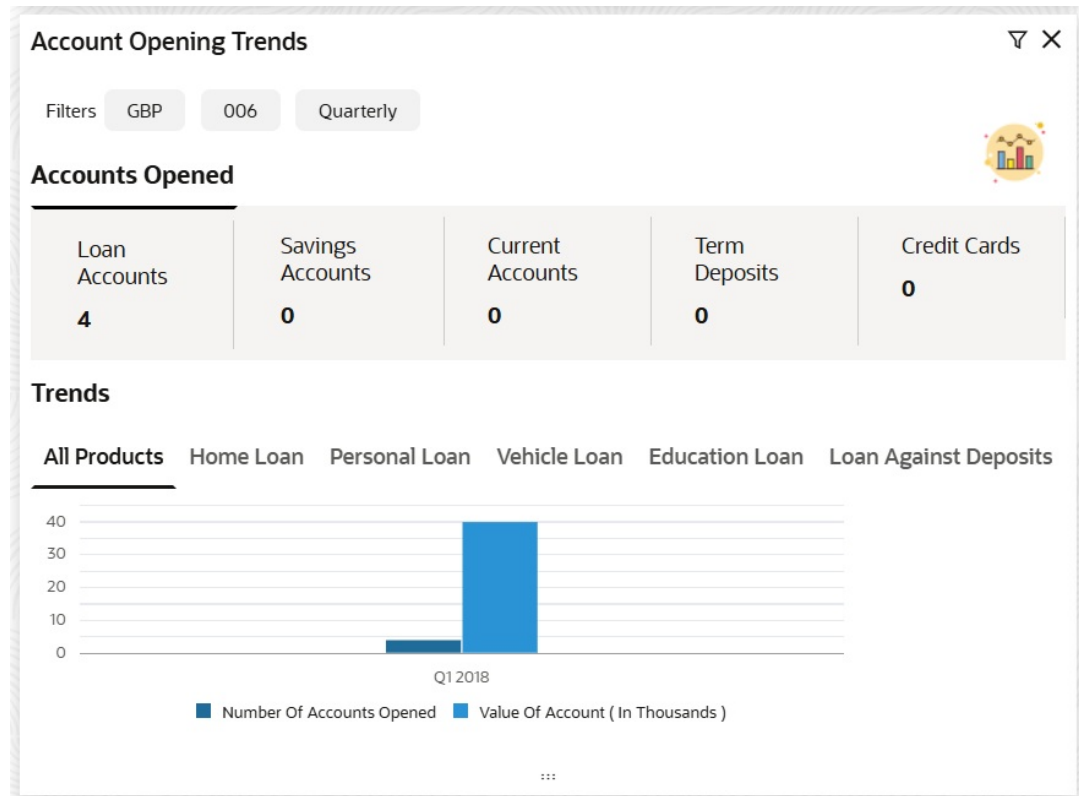 Account Opening Trends
Filters GBP 006 Quarterly
Accounts Opened
Loan
Accounts
4
Savings
Accounts
0
Current
Accounts
0
Term
Deposits
0
Credit Cards
0
Trends
All Products Home Loan Personal Loan Vehicle Loan Education Loan Loan Against Deposits
40
30
20
10
0
Q1 2018
Number Of Accounts Opened Value Of Account ( In Thousands )